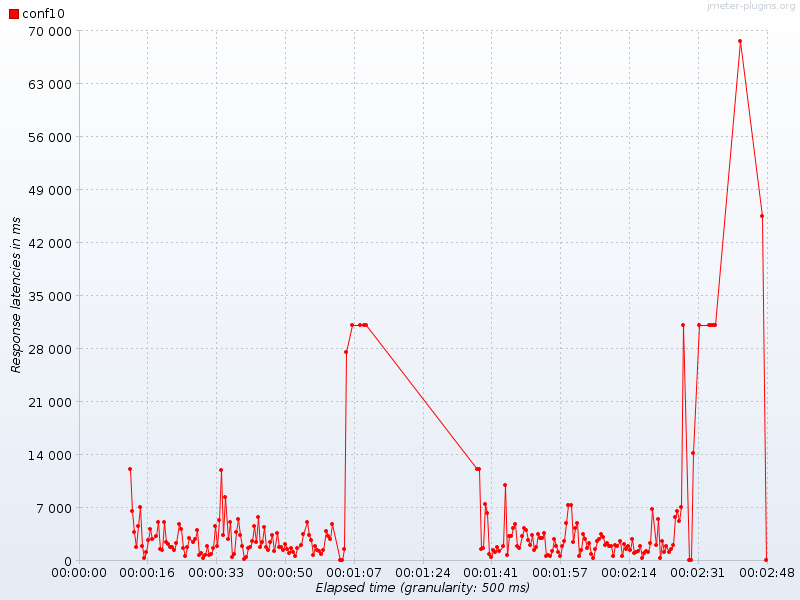 jmeter-plugins.org
conf10
70 000
63 000
56 000
49 000
42 000
35 000
28 000
21 000
14 000
7 000
0
Response latencies in ms
00:00:00 00:00:16 00:00:33 00:00:50 00:01:07 00:01:24 00:01:41 00:01:57 00:02:14 00:02:31 00:02:48
Elapsed time (granularity: 500 ms)